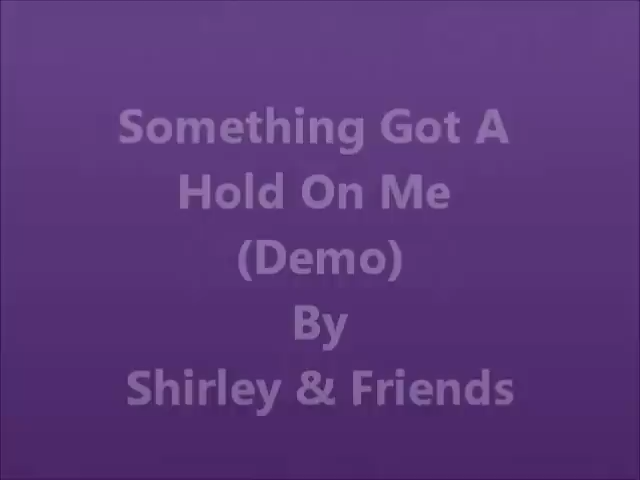 Something Got A
Hold On Me
(Demo)
By
Shirley & Friends